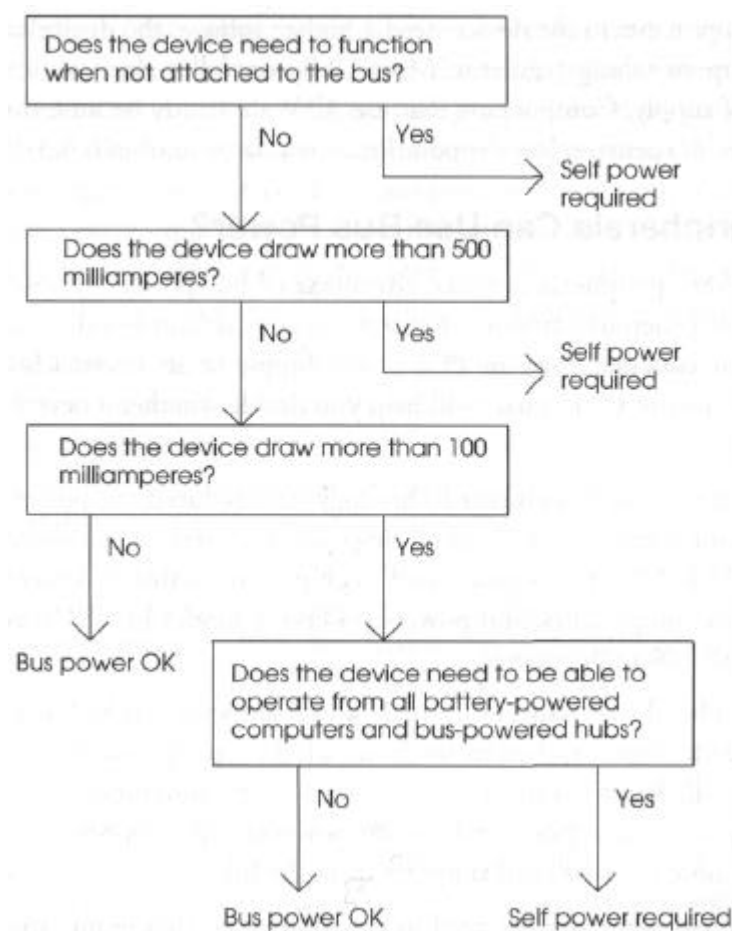 Does the device need to function
when not attached to the bus?
No
Yes
Self power
required
Does the device draw more than 500
milliamperes?
No
Yes
Self power
required
Does the device draw more than 100
milliamperes?
No
Yes
Bus power OK
Does the device need to be able to
operate from all battery-powered
computers and bus-powered hubs?
No
Yes
Bus power OK
Self power required